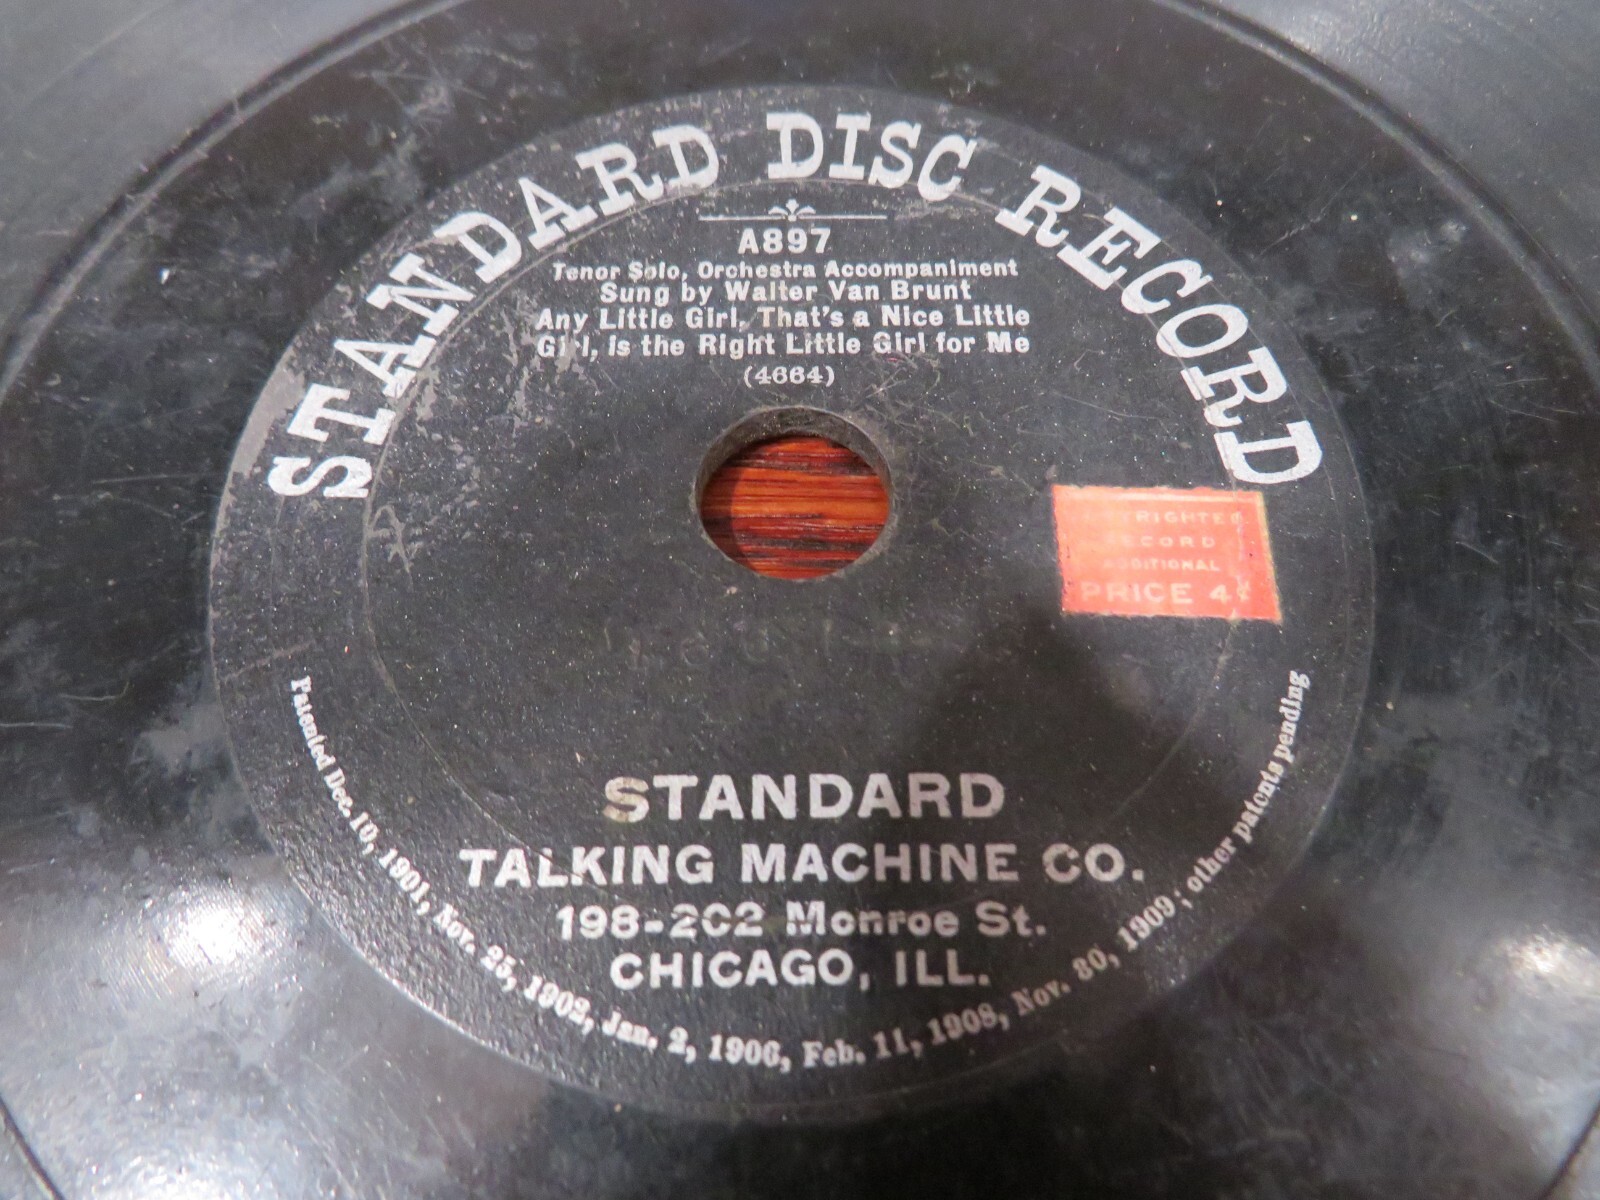 STANDARD DISC RECORD
A897
Tenor Solo, Orchestra Accompaniment
Sung by Walter Van Brunt
Any Little Girl, That's a Nice Little
Girl, is the Right Little Girl for Me
(4664)
RECORD
ADDITIONAL
PRICE 4¢
STANDARD
TALKING MACHINE CO.
198-202 Monroe St.
CHICAGO, ILL.
Patented Dec. 10, 1901, Nov. 25, 1902, Jan. 2, 1906, Feb. 11, 1908, Nov. 30, 1909; other patents pending